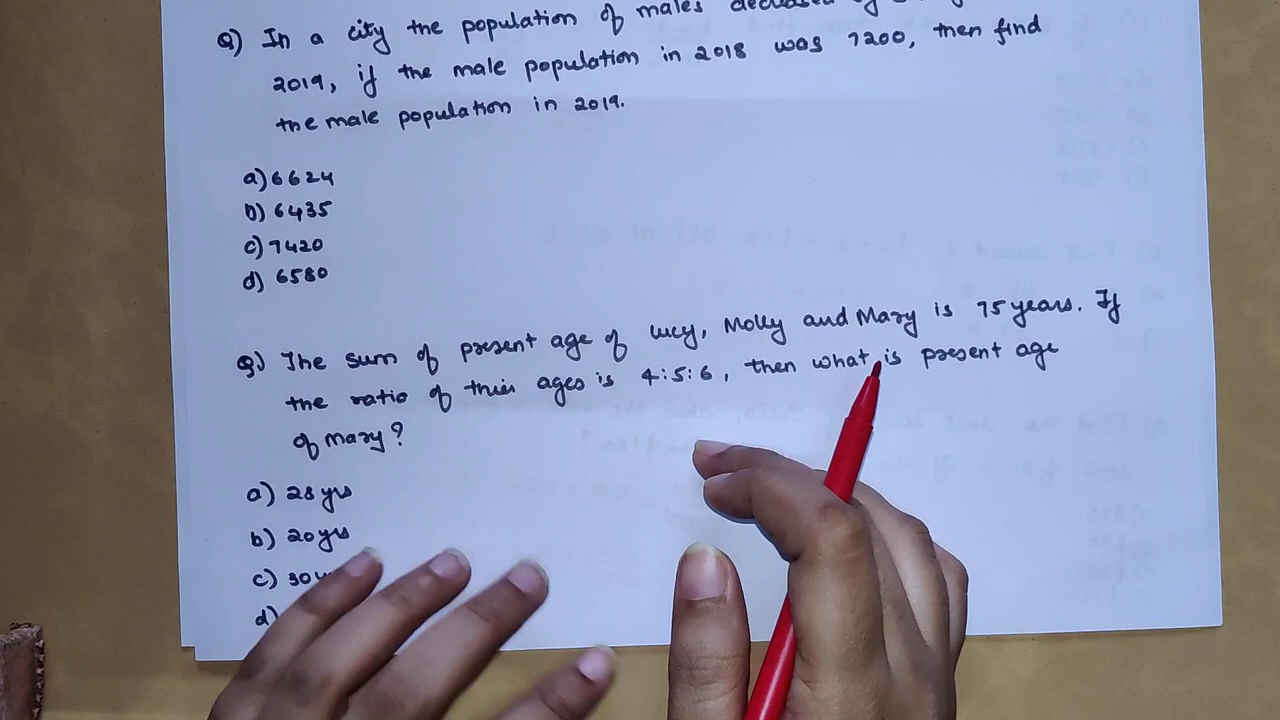 Q) In a city the population of males
2019, if the male population in 2018 was 7200, then find
the male population in 2019.
a) 6624
b) 6435
c) 7420
d) 6580
Q) The sum of present age of Lucy, Molly and Mary is 75 years. If
the ratio of their ages is 4:5:6, then what is present age
of Mary?
a) 28 yrs
b) 20 yrs
c) 30
d)